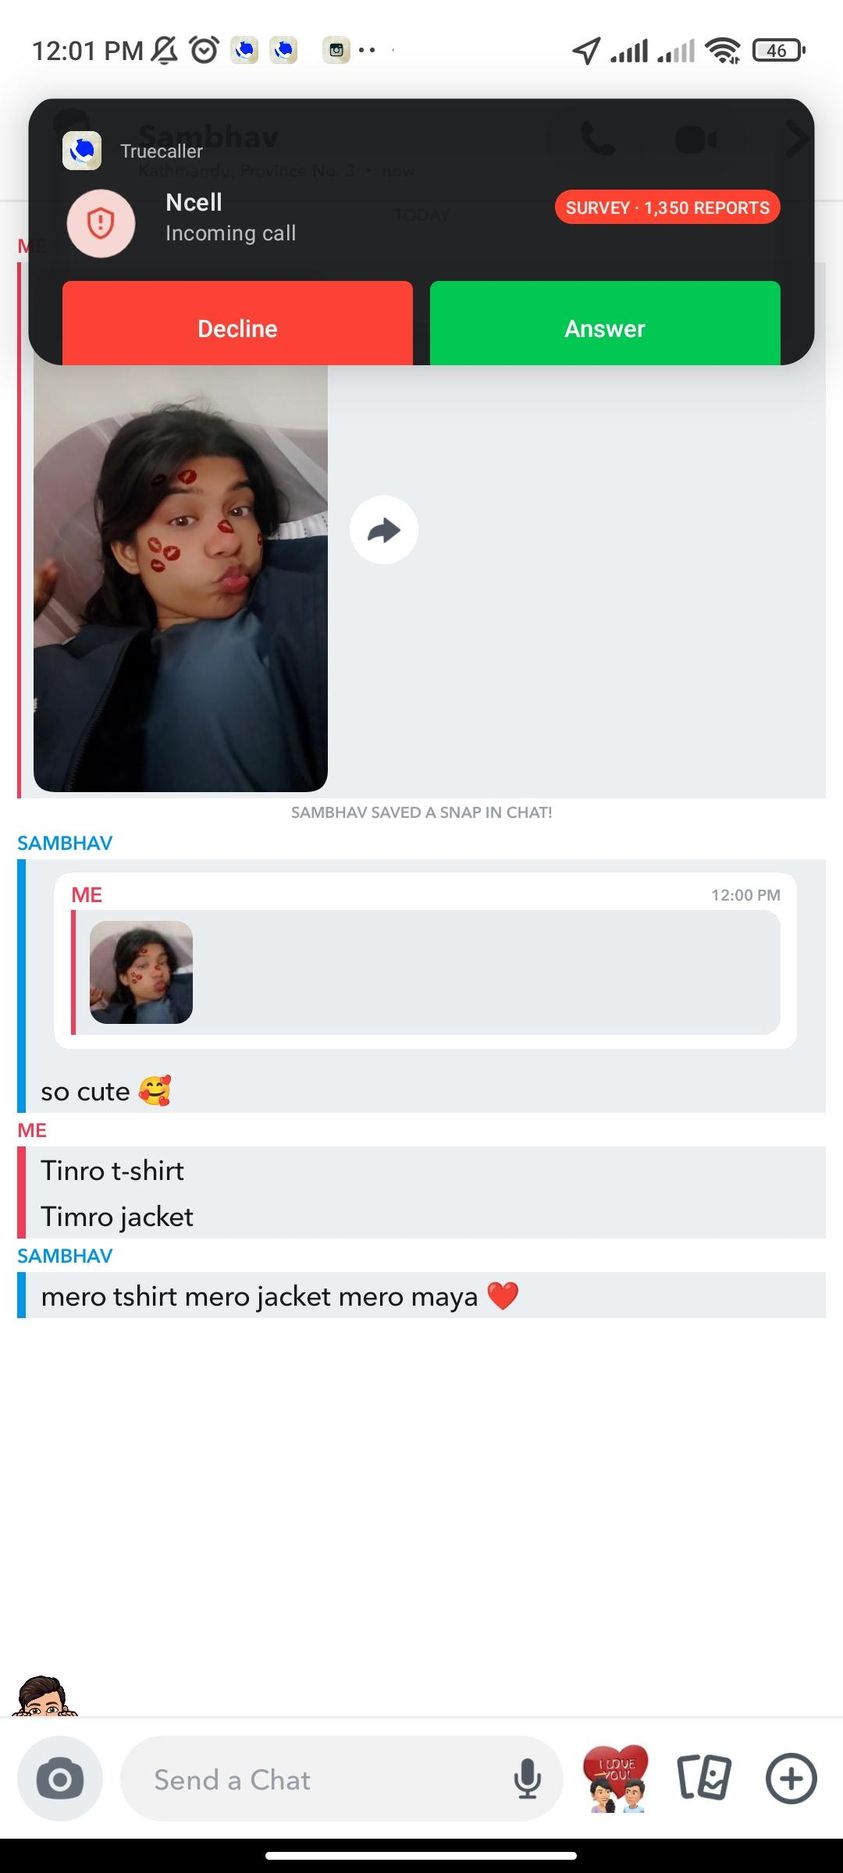 12:01 PM
46
Sambhav
Truecaller
Kathmandu, Province No. 3 • now
Ncell
SURVEY · 1,350 REPORTS
Incoming call
TODAY
ME
Decline
Answer
SAMBHAV SAVED A SNAP IN CHAT!
SAMBHAV
ME
12:00 PM
so cute 🥰
ME
Tinro t-shirt
Timro jacket
SAMBHAV
mero tshirt mero jacket mero maya ❤️
Send a Chat
I LOVE
YOU!